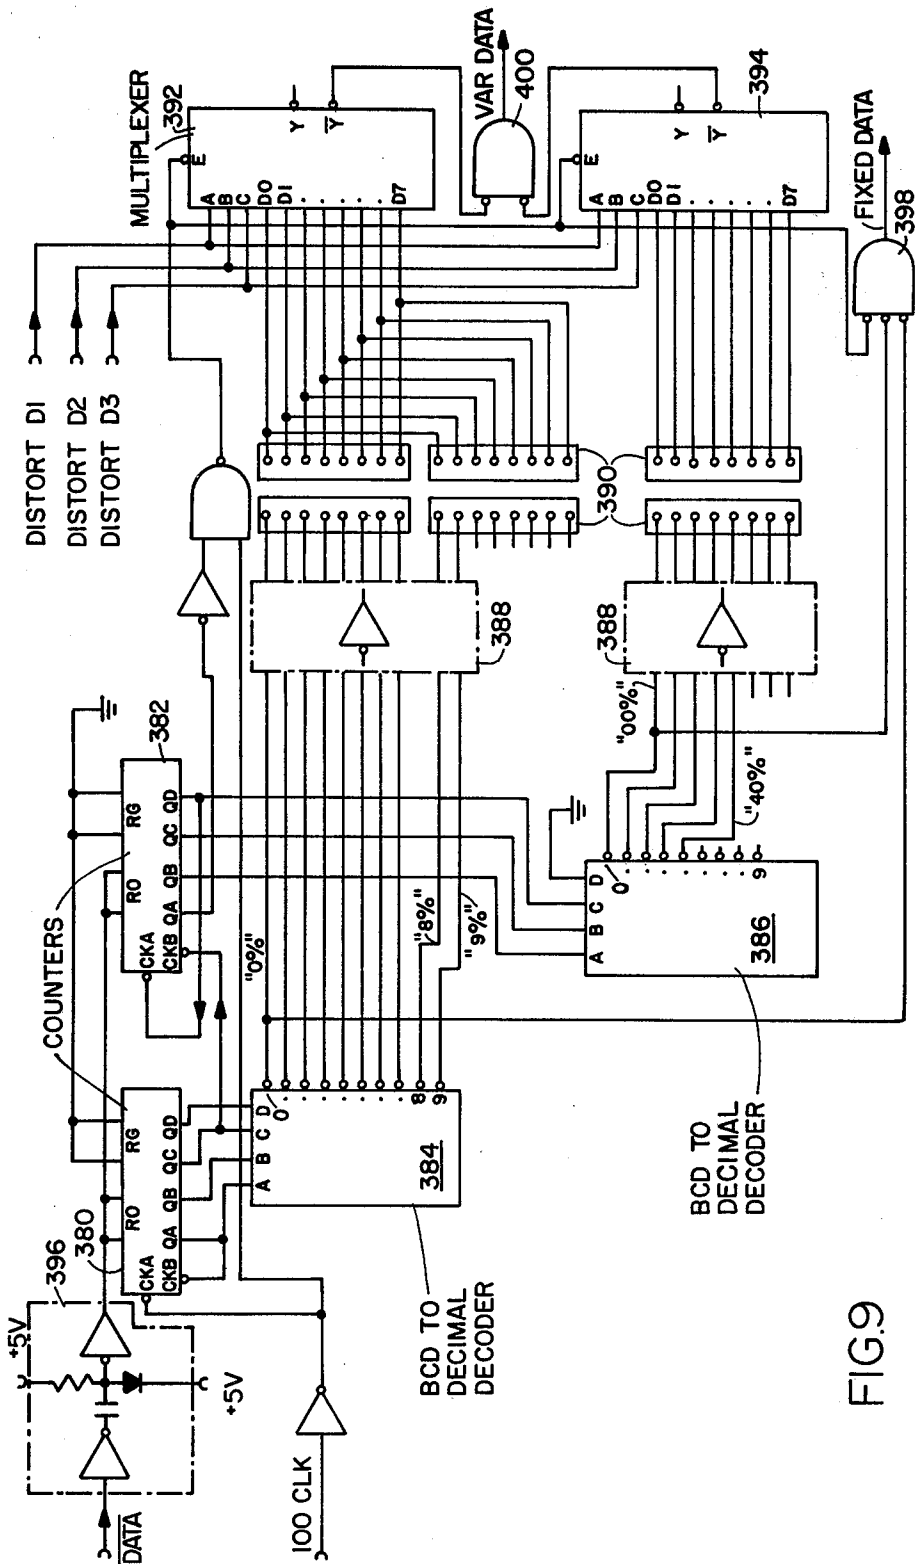 MULTIPLEXER
392
E
A
B
C
D0
D1
D7
Y
Y
VAR DATA
400
394
E
A
B
C
D0
D1
D7
Y
Y
FIXED DATA
398
DISTORT D1
DISTORT D2
DISTORT D3
390
388
388
"00%"
"40%"
382
COUNTERS
RO
RG
CKA
CKB
QA
QB
QC
QD
"0%"
"8%"
"9%"
A
B
C
D
0
9
386
BCD TO
DECIMAL
DECODER
380
RO
RG
CKA
CKB
QA
QB
QC
QD
A
B
C
D
0
8
9
384
BCD TO
DECIMAL
DECODER
396
+5V
+5V
DATA
100 CLK
FIG.9